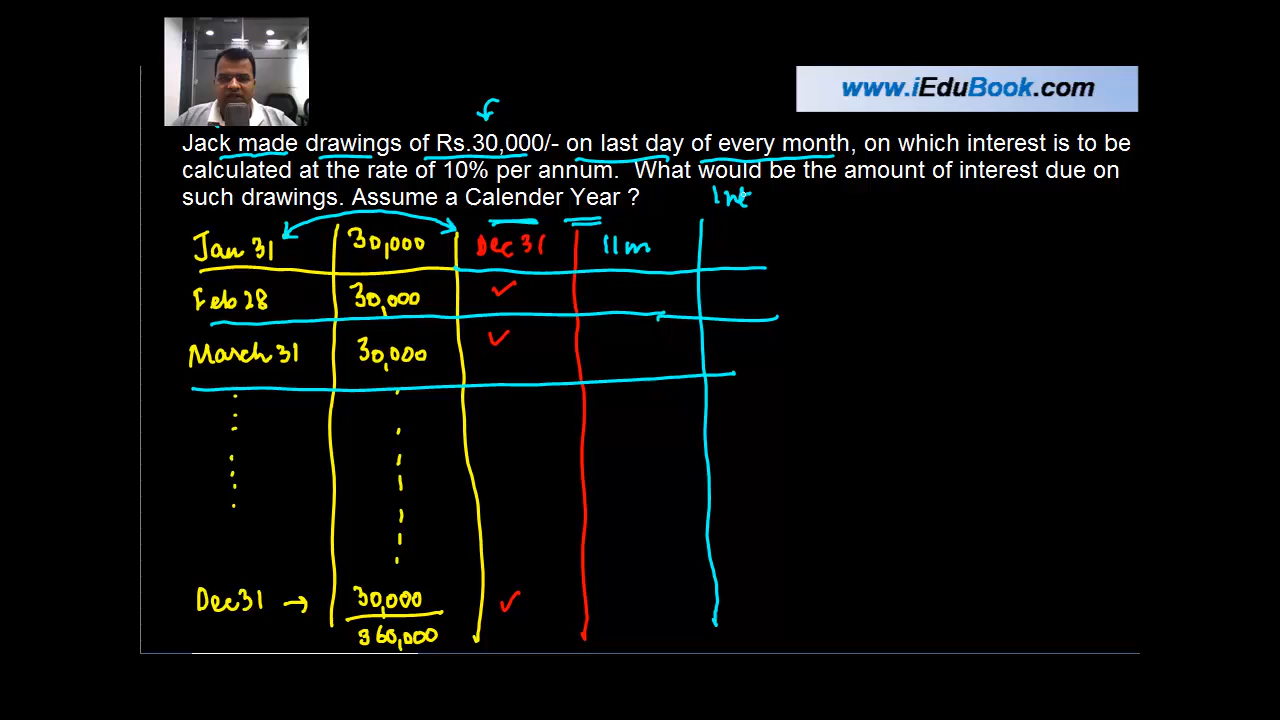 www.iEduBook.com
Jack made drawings of Rs.30,000/- on last day of every month, on which interest is to be
calculated at the rate of 10% per annum. What would be the amount of interest due on
such drawings. Assume a Calender Year ?
Int
Jan 31 30,000 Dec 31 11m
Feb 28 30,000 ✓
March 31 30,000 ✓
Dec 31 → 30,000 ✓
360,000